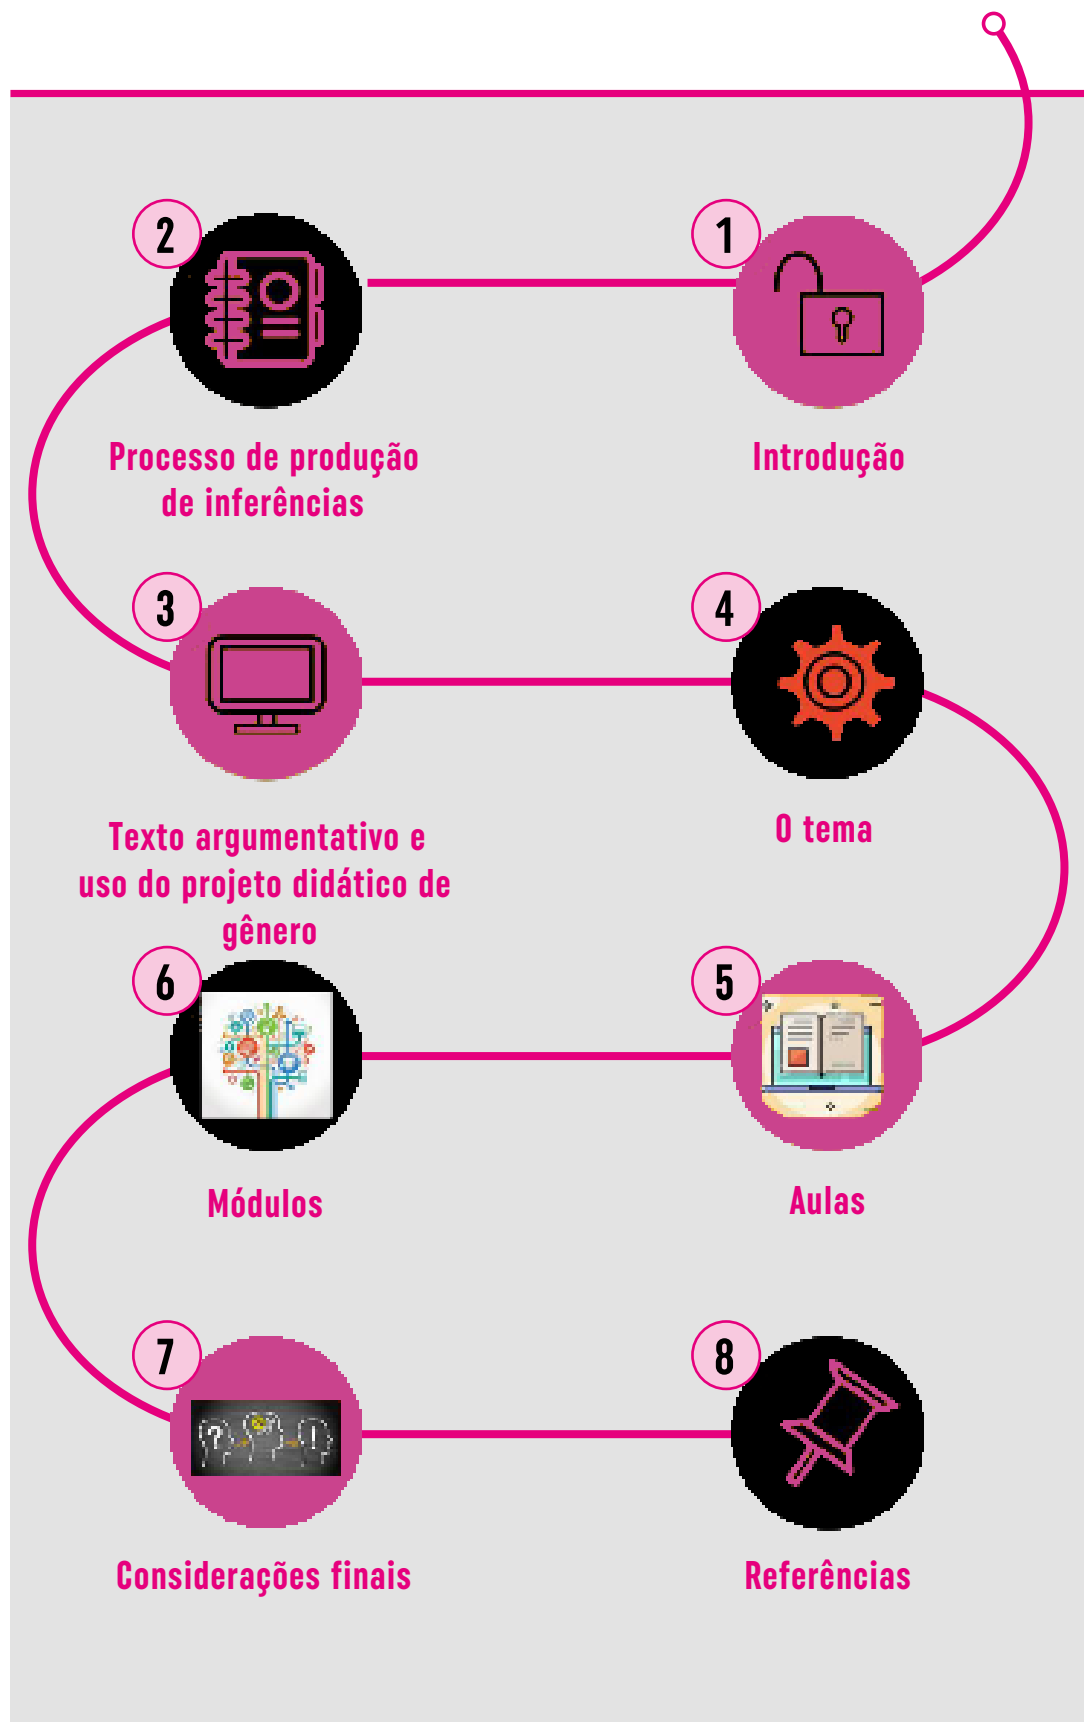 1
Introdução
2
Processo de produção
de inferências
3
Texto argumentativo e
uso do projeto didático de
gênero
4
O tema
5
Aulas
6
Módulos
7
Considerações finais
8
Referências